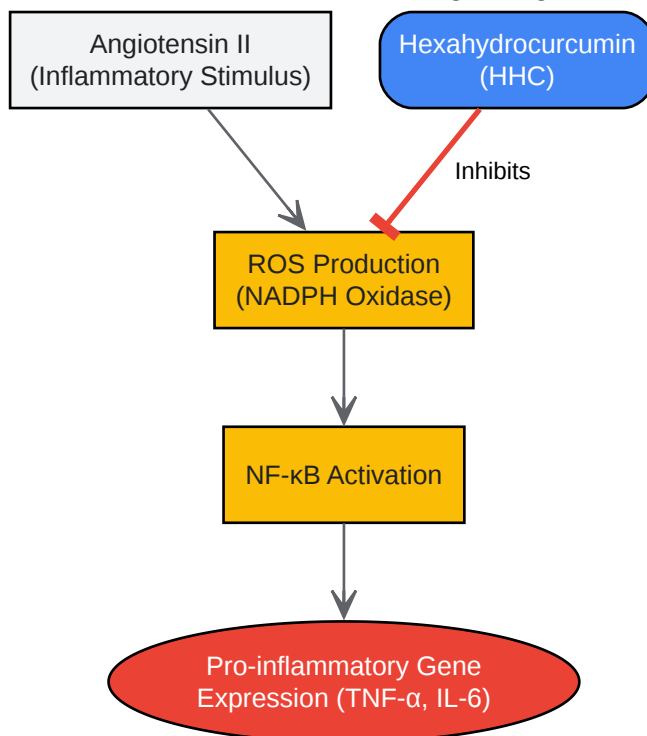 Angiotensin II
(Inflammatory Stimulus)
Hexahydrocurcumin
(HHC)
Inhibits
ROS Production
(NADPH Oxidase)
NF-κB Activation
Pro-inflammatory Gene
Expression (TNF-α, IL-6)